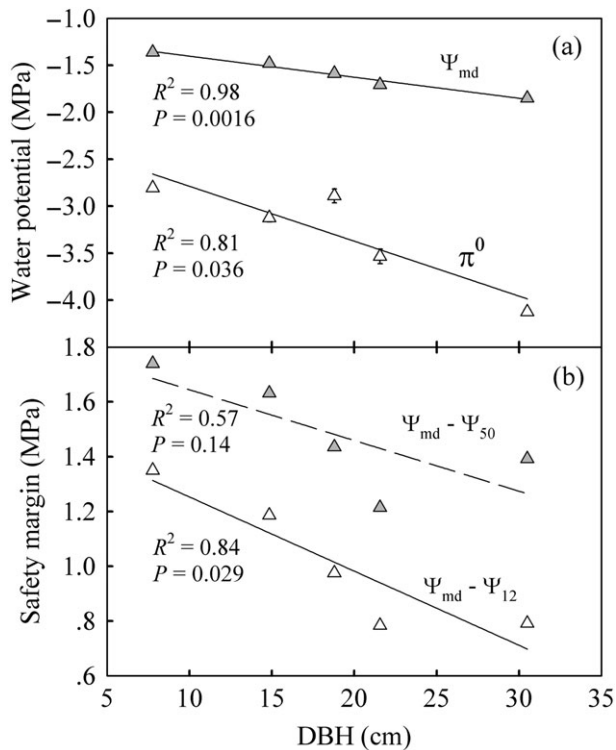 Water potential (MPa)
-1.0
-1.5
-2.0
-2.5
-3.0
-3.5
-4.0
(a)
Ψmd
R² = 0.98
P = 0.0016
R² = 0.81
P = 0.036
π⁰
Safety margin (MPa)
1.8
1.6
1.4
1.2
1.0
.8
.6
(b)
R² = 0.57
P = 0.14
Ψmd - Ψ50
R² = 0.84
P = 0.029
Ψmd - Ψ12
5 10 15 20 25 30 35
DBH (cm)